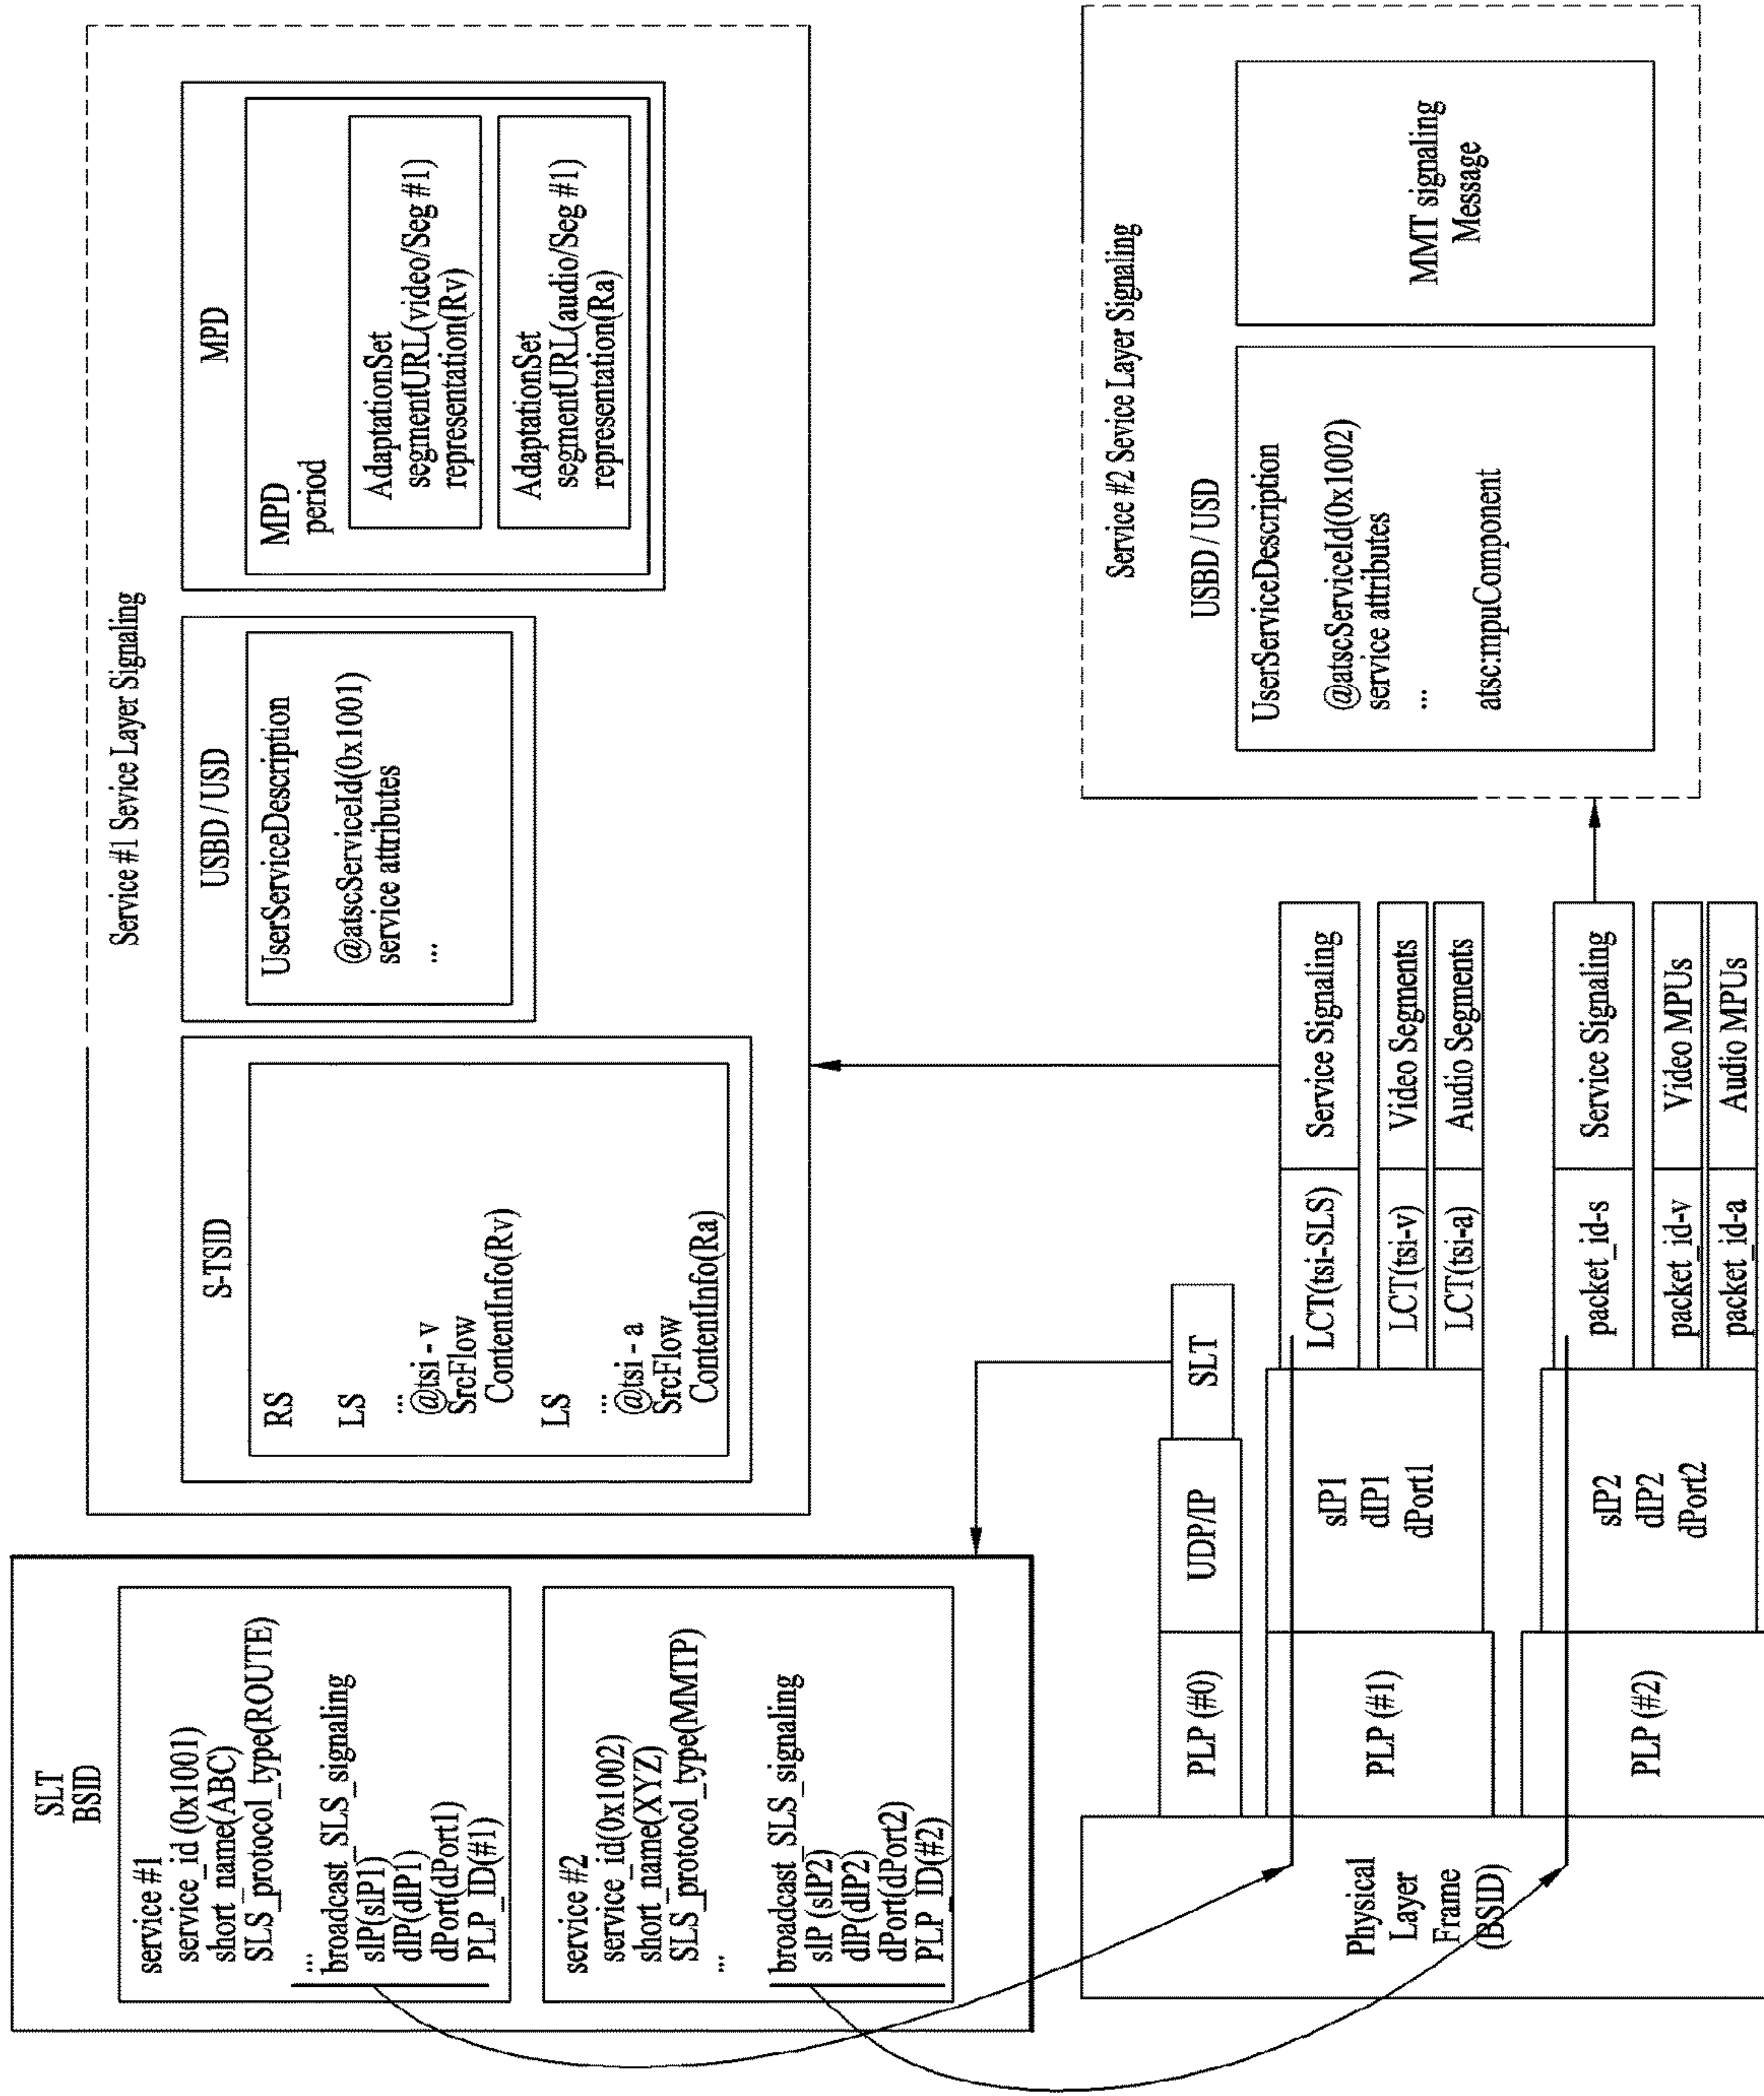 SLT
BSID
service #1
service_id (0x1001)
short_name(ABC)
SLS_protocol_type(ROUTE)
...
broadcast_SLS_signaling
sIP(sIP1)
dIP(dIP1)
dPort(dPort1)
PLP_ID(#1)
service #2
service_id(0x1002)
short_name(XYZ)
SLS_protocol_type(MMTP)
...
broadcast_SLS_signaling
sIP (sIP2)
dIP(dIP2)
dPort(dPort2)
PLP_ID(#2)
Service #1 Sevice Layer Signaling
S-TSID
RS
LS
...
@tsi - v
SrcFlow
ContentInfo(Rv)
LS
...
@tsi - a
SrcFlow
ContentInfo(Ra)
USBD / USD
UserServiceDescription
@atscServiceId(0x1001)
service attributes
...
MPD
MPD
period
AdaptationSet
segmentURL(video/Seg #1)
representation(Rv)
AdaptationSet
segmentURL(audio/Seg #1)
representation(Ra)
Physical
Layer
Frame
(BSID)
PLP (#0)
UDP/IP
SLT
PLP (#1)
sIP1
dIP1
dPort1
LCT(tsi-SLS)
Service Signaling
LCT(tsi-v)
Video Segments
LCT(tsi-a)
Audio Segments
PLP (#2)
sIP2
dIP2
dPort2
packet_id-s
Service Signaling
packet_id-v
Video MPUs
packet_id-a
Audio MPUs
Service #2 Sevice Layer Signaling
USBD / USD
UserServiceDescription
@atscServiceId(0x1002)
service attributes
...
atsc:mpuComponent
MMT signaling
Message